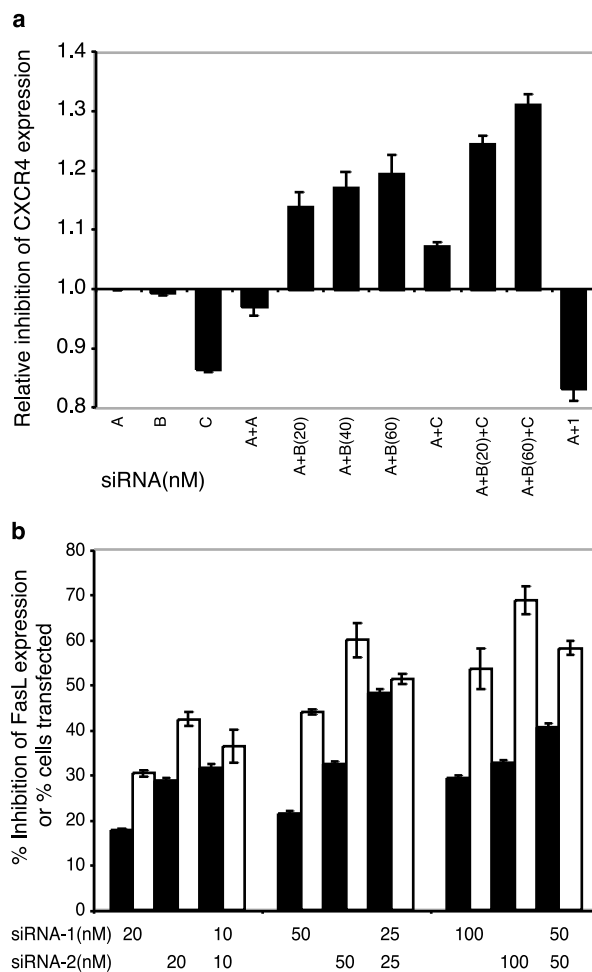 a
Relative inhibition of CXCR4 expression
1.4
1.3
1.2
1.1
1.0
0.9
0.8
A
B
C
A+A
A+B(20)
A+B(40)
A+B(60)
A+C
A+B(20)+C
A+B(60)+C
A+1
siRNA(nM)
b
% Inhibition of FasL expression
or % cells transfected
80
70
60
50
40
30
20
10
0
siRNA-1(nM) 20 10 50 25 100 50
siRNA-2(nM) 20 10 50 25 100 50